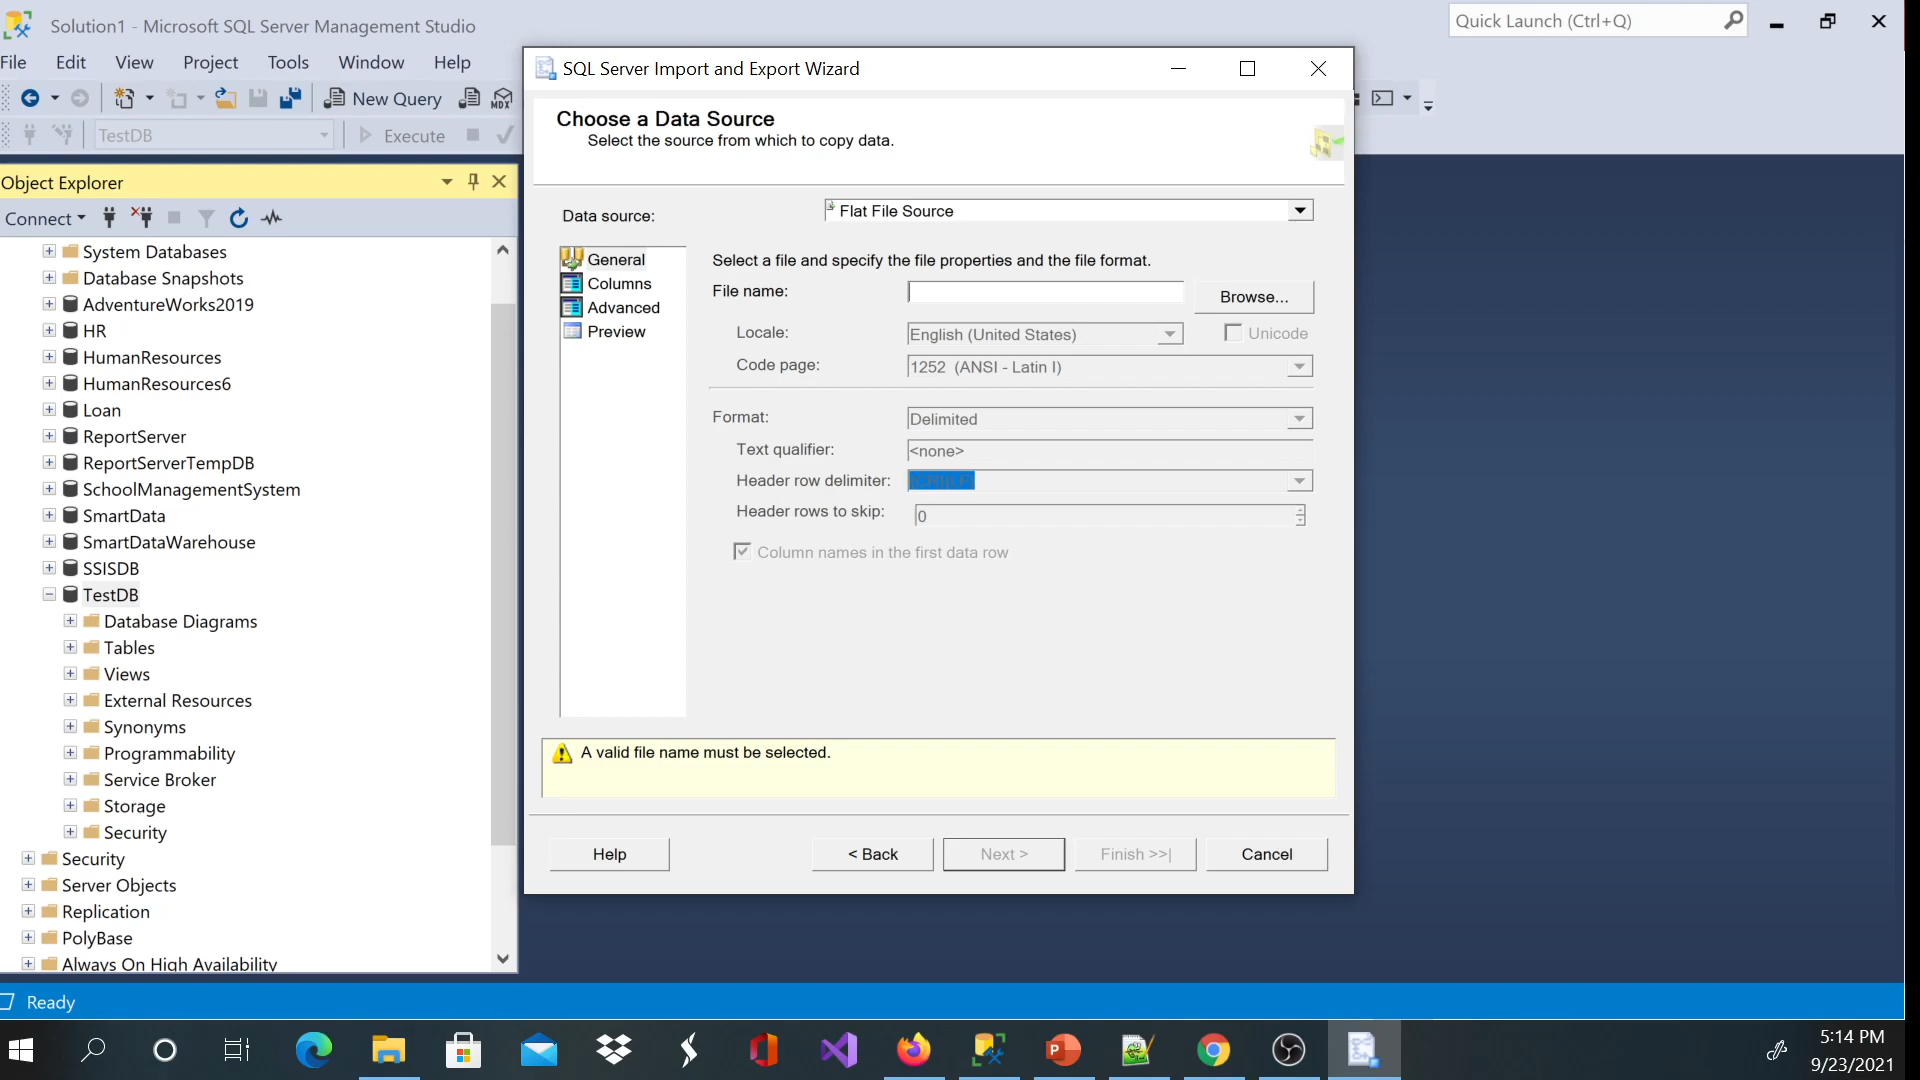 Solution1 - Microsoft SQL Server Management Studio
Quick Launch (Ctrl+Q)
File Edit View Project Tools Window Help
New Query
MDX
TestDB
Execute
Object Explorer
Connect
System Databases
Database Snapshots
AdventureWorks2019
HR
HumanResources
HumanResources6
Loan
ReportServer
ReportServerTempDB
SchoolManagementSystem
SmartData
SmartDataWarehouse
SSISDB
TestDB
Database Diagrams
Tables
Views
External Resources
Synonyms
Programmability
Service Broker
Storage
Security
Security
Server Objects
Replication
PolyBase
Always On High Availability
SQL Server Import and Export Wizard
Choose a Data Source
Select the source from which to copy data.
Data source:
Flat File Source
General
Columns
Advanced
Preview
Select a file and specify the file properties and the file format.
File name:
Browse...
Locale:
English (United States)
Unicode
Code page:
1252 (ANSI - Latin I)
Format:
Delimited
Text qualifier:
<none>
Header row delimiter:
Header rows to skip:
0
Column names in the first data row
A valid file name must be selected.
Help
< Back
Next >
Finish >>|
Cancel
Ready
5:14 PM
9/23/2021